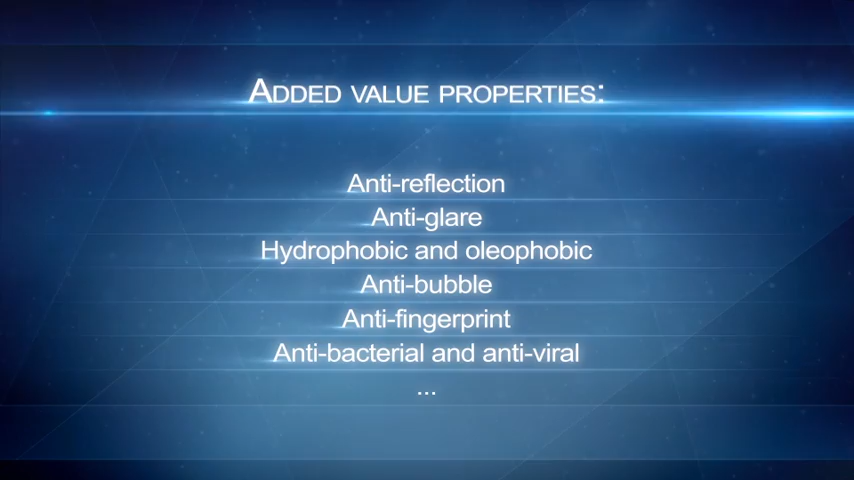 ADDED VALUE PROPERTIES:
Anti-reflection
Anti-glare
Hydrophobic and oleophobic
Anti-bubble
Anti-fingerprint
Anti-bacterial and anti-viral
...